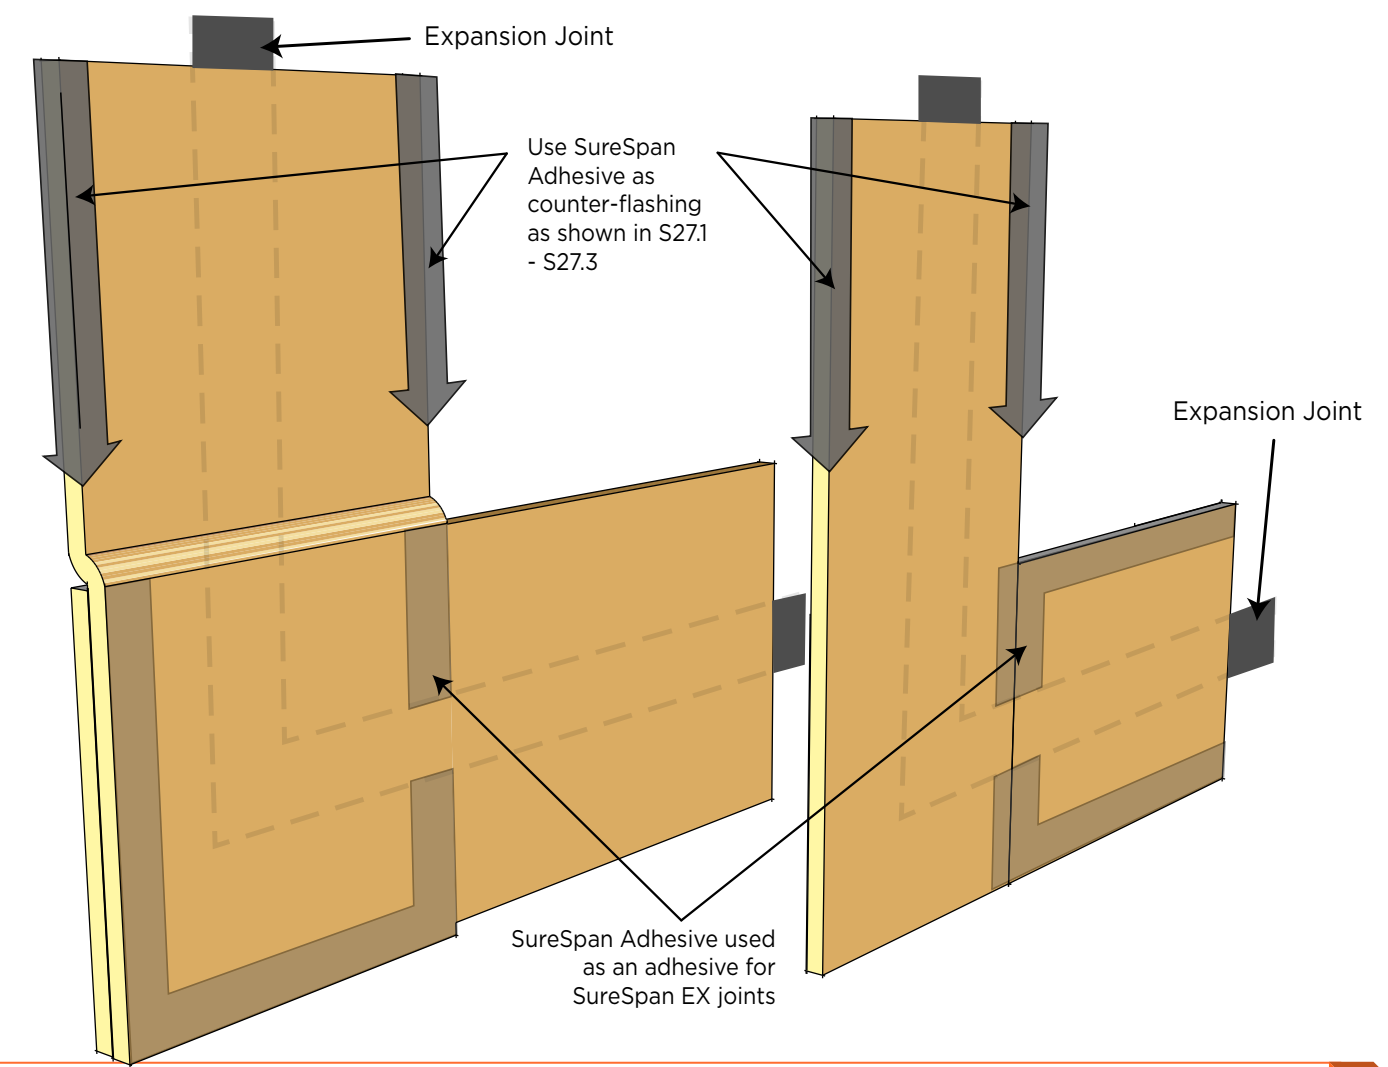 Expansion Joint
Use SureSpan
Adhesive as
counter-flashing
as shown in S27.1
- S27.3
Expansion Joint
SureSpan Adhesive used
as an adhesive for
SureSpan EX joints